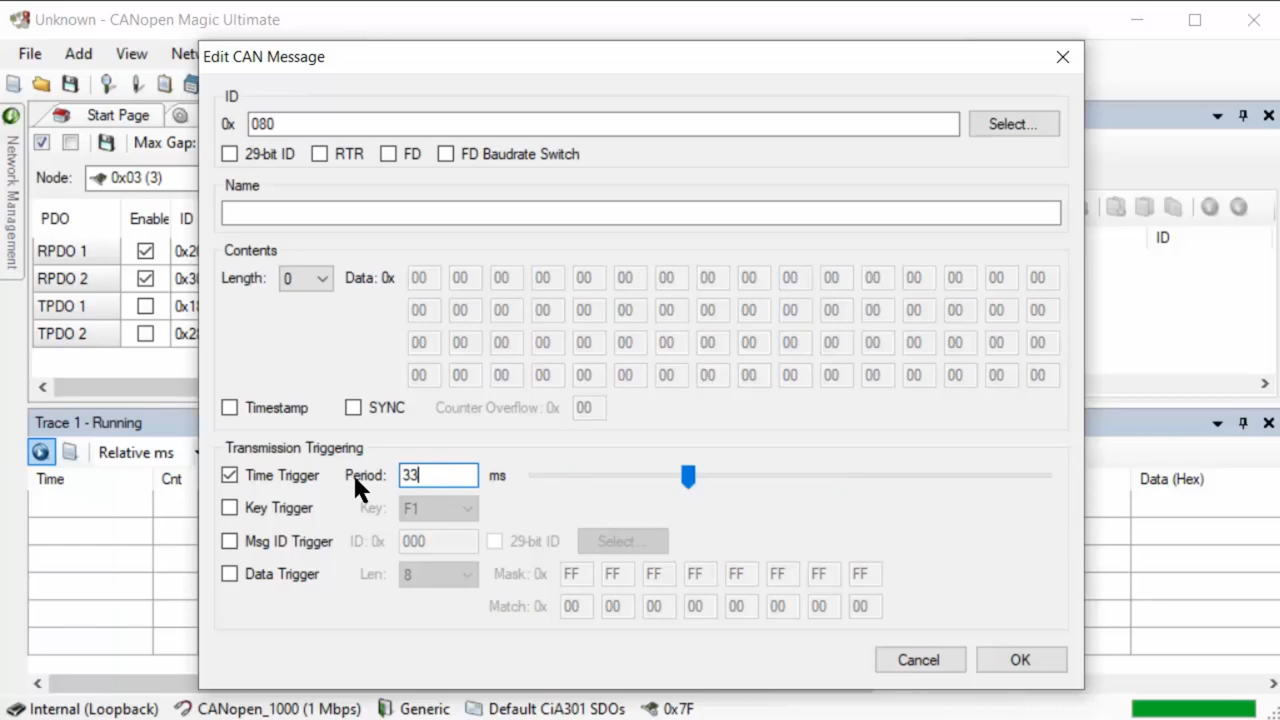 Unknown - CANopen Magic Ultimate
File Add View
Edit CAN Message
ID
0x 080 Select...
29-bit ID RTR FD FD Baudrate Switch
Name
Contents
Length: 0 Data: 0x 00 00 00 00 00 00 00 00 00 00 00 00 00 00 00 00
00 00 00 00 00 00 00 00 00 00 00 00 00 00 00 00
00 00 00 00 00 00 00 00 00 00 00 00 00 00 00 00
00 00 00 00 00 00 00 00 00 00 00 00 00 00 00 00
Timestamp SYNC Counter Overflow: 0x 00
Transmission Triggering
Time Trigger Period: 33 ms
Key Trigger Key: F1
Msg ID Trigger ID: 0x 000 29-bit ID Select...
Data Trigger Len: 8 Mask: 0x FF FF FF FF FF FF FF FF
Match: 0x 00 00 00 00 00 00 00 00
Cancel OK
Network Management
Start Page
Max Gap:
Node: 0x03 (3)
PDO Enable ID
RPDO 1
RPDO 2
TPDO 1
TPDO 2
ID
Trace 1 - Running
Relative ms
Time Cnt Data (Hex)
Internal (Loopback) CANopen_1000 (1 Mbps) Generic Default CiA301 SDOs 0x7F